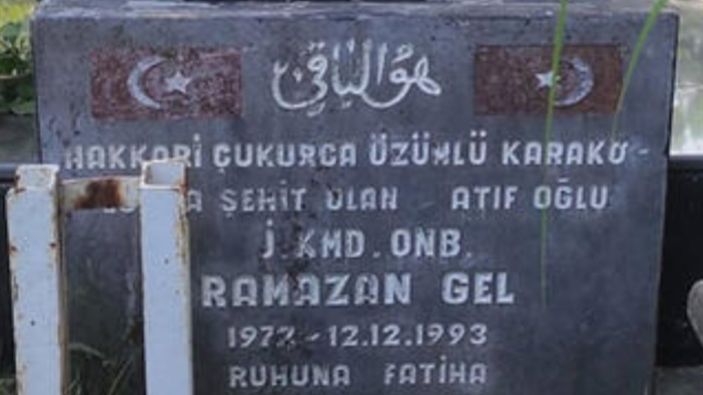 هو الباقي
HAKKARİ ÇUKURCA ÜZÜMLÜ KARAKO-
ŞEHİT OLAN ATIF OĞLU
J. KMD. ONB.
RAMAZAN GEL
1972-12.12.1993
RUHUNA FATİHA